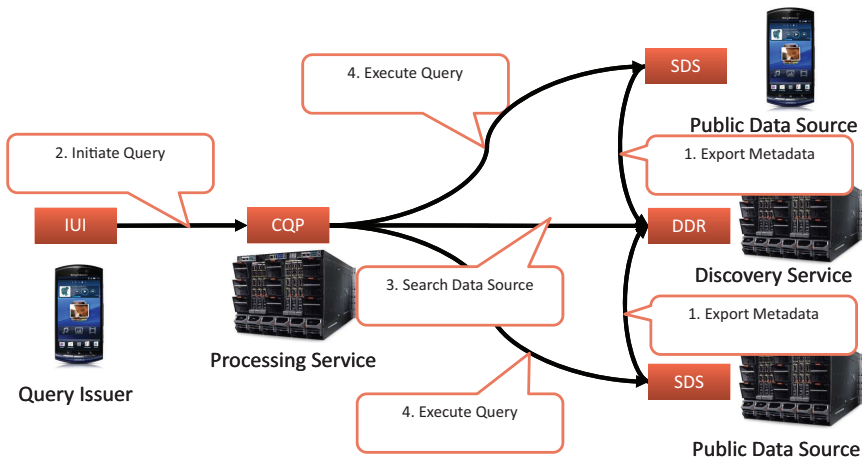 4. Execute Query
SDS
Public Data Source
2. Initiate Query
1. Export Metadata
IUI
CQP
DDR
Discovery Service
3. Search Data Source
1. Export Metadata
Processing Service
Query Issuer
4. Execute Query
SDS
Public Data Source